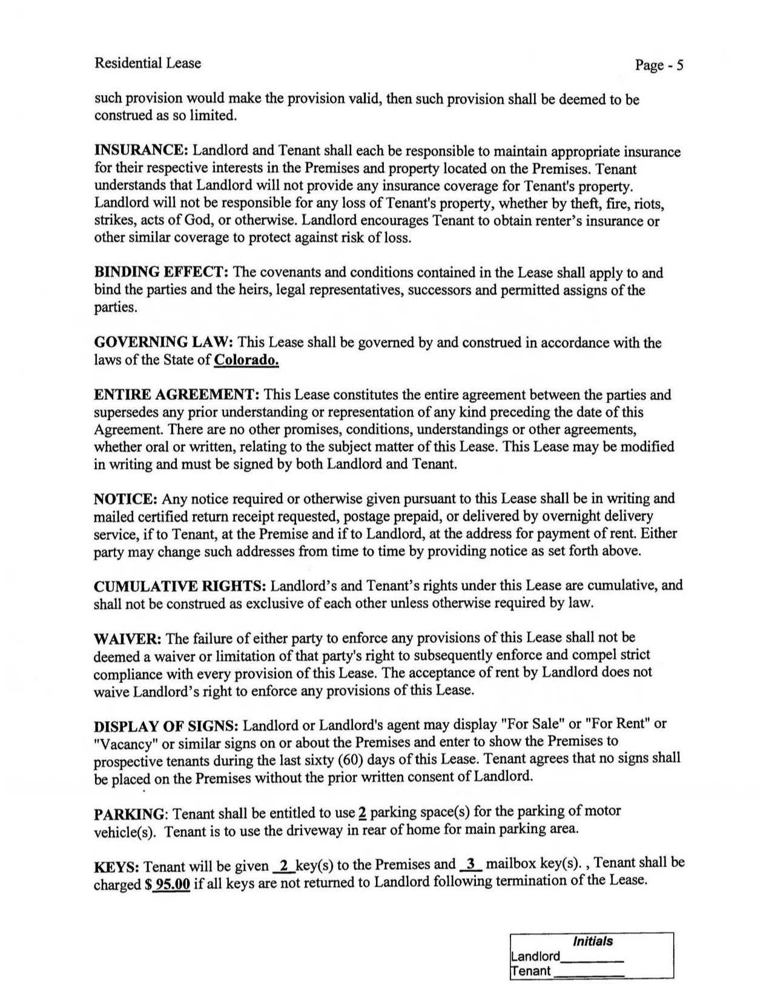 Residential Lease Page - 5
such provision would make the provision valid, then such provision shall be deemed to be
construed as so limited.
INSURANCE: Landlord and Tenant shall each be responsible to maintain appropriate insurance
for their respective interests in the Premises and property located on the Premises. Tenant
understands that Landlord will not provide any insurance coverage for Tenant's property.
Landlord will not be responsible for any loss of Tenant's property, whether by theft, fire, riots,
strikes, acts of God, or otherwise. Landlord encourages Tenant to obtain renter’s insurance or
other similar coverage to protect against risk of loss.
BINDING EFFECT: The covenants and conditions contained in the Lease shall apply to and
bind the parties and the heirs, legal representatives, successors and permitted assigns of the
parties.
GOVERNING LAW: This Lease shall be governed by and construed in accordance with the
laws of the State of Colorado.
ENTIRE AGREEMENT: This Lease constitutes the entire agreement between the parties and
supersedes any prior understanding or representation of any kind preceding the date of this
Agreement. There are no other promises, conditions, understandings or other agreements,
whether oral or written, relating to the subject matter of this Lease. This Lease may be modified
in writing and must be signed by both Landlord and Tenant.
NOTICE: Any notice required or otherwise given pursuant to this Lease shall be in writing and
mailed certified return receipt requested, postage prepaid, or delivered by overnight delivery
service, if to Tenant, at the Premise and if to Landlord, at the address for payment of rent. Either
party may change such addresses from time to time by providing notice as set forth above.
CUMULATIVE RIGHTS: Landlord’s and Tenant’s rights under this Lease are cumulative, and
shall not be construed as exclusive of each other unless otherwise required by law.
WAIVER: The failure of either party to enforce any provisions of this Lease shall not be
deemed a waiver or limitation of that party's right to subsequently enforce and compel strict
compliance with every provision of this Lease. The acceptance of rent by Landlord does not
waive Landlord’s right to enforce any provisions of this Lease.
DISPLAY OF SIGNS: Landlord or Landlord's agent may display "For Sale" or "For Rent" or
"Vacancy" or similar signs on or about the Premises and enter to show the Premises to
prospective tenants during the last sixty (60) days of this Lease. Tenant agrees that no signs shall
be placed on the Premises without the prior written consent of Landlord.
PARKING: Tenant shall be entitled to use 2 parking space(s) for the parking of motor
vehicle(s). Tenant is to use the driveway in rear of home for main parking area.
KEYS: Tenant will be given _2_key(s) to the Premises and _3_ mailbox key(s). , Tenant shall be
charged $ 95.00 if all keys are not returned to Landlord following termination of the Lease.
Initials
Landlord_________
Tenant __________